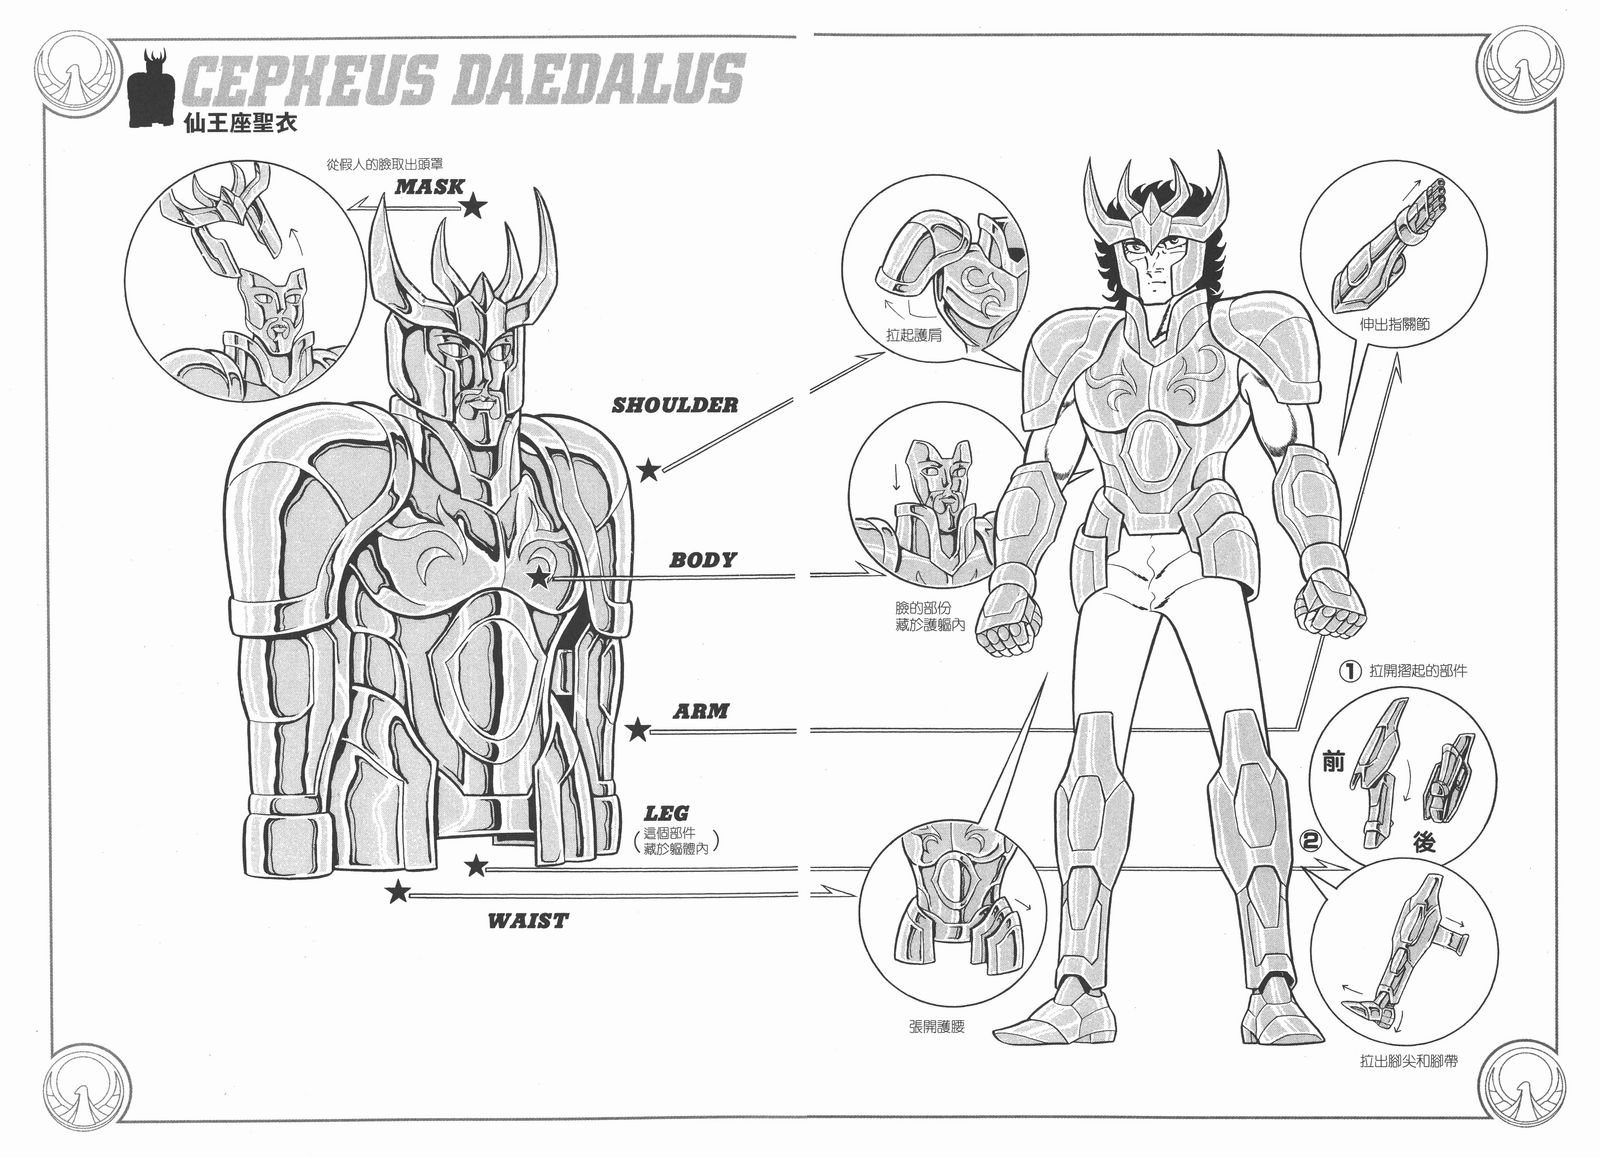 CEPHEUS DAEDALUS
仙王座聖衣
從假人的臉取出頭罩
MASK
拉起護肩
伸出指關節
SHOULDER
BODY
臉的部份
藏於護軀內
ARM
① 拉開摺起的部件
前
後
LEG
(這個部件
藏於軀體內)
②
WAIST
張開護腰
拉出腳尖和腳帶